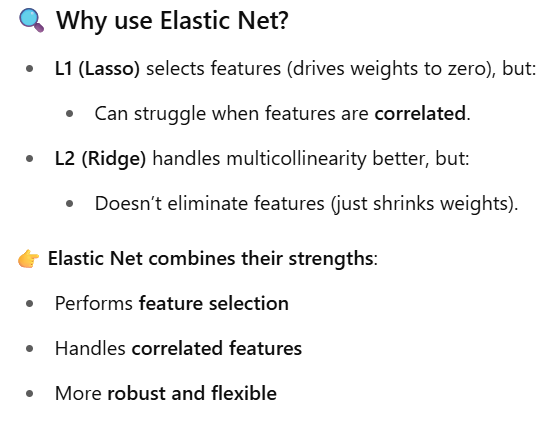 🔍 Why use Elastic Net?
• L1 (Lasso) selects features (drives weights to zero), but:
• Can struggle when features are correlated.
• L2 (Ridge) handles multicollinearity better, but:
• Doesn’t eliminate features (just shrinks weights).
👉 Elastic Net combines their strengths:
• Performs feature selection
• Handles correlated features
• More robust and flexible